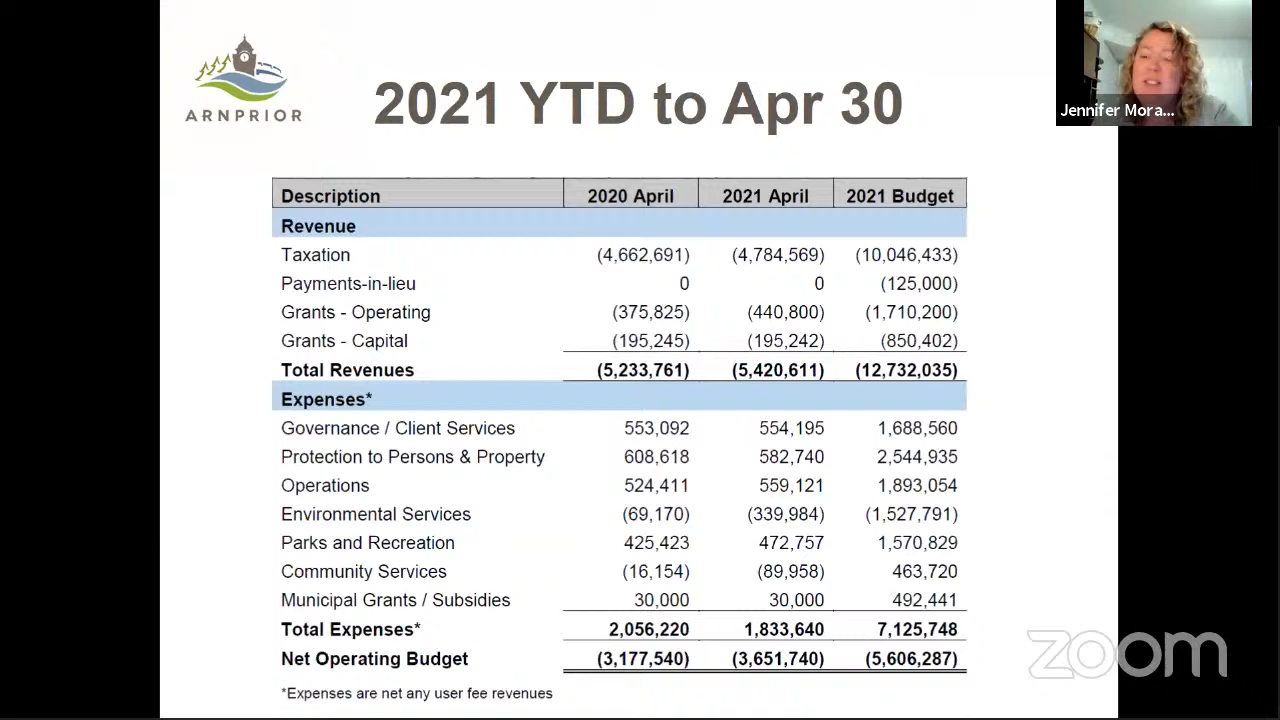 ARNPRIOR
2021 YTD to Apr 30
Jennifer Mora...
Description 2020 April 2021 April 2021 Budget
Revenue
Taxation (4,662,691) (4,784,569) (10,046,433)
Payments-in-lieu 0 0 (125,000)
Grants - Operating (375,825) (440,800) (1,710,200)
Grants - Capital (195,245) (195,242) (850,402)
Total Revenues (5,233,761) (5,420,611) (12,732,035)
Expenses*
Governance / Client Services 553,092 554,195 1,688,560
Protection to Persons & Property 608,618 582,740 2,544,935
Operations 524,411 559,121 1,893,054
Environmental Services (69,170) (339,984) (1,527,791)
Parks and Recreation 425,423 472,757 1,570,829
Community Services (16,154) (89,958) 463,720
Municipal Grants / Subsidies 30,000 30,000 492,441
Total Expenses* 2,056,220 1,833,640 7,125,748
Net Operating Budget (3,177,540) (3,651,740) (5,606,287)
*Expenses are net any user fee revenues
zoom